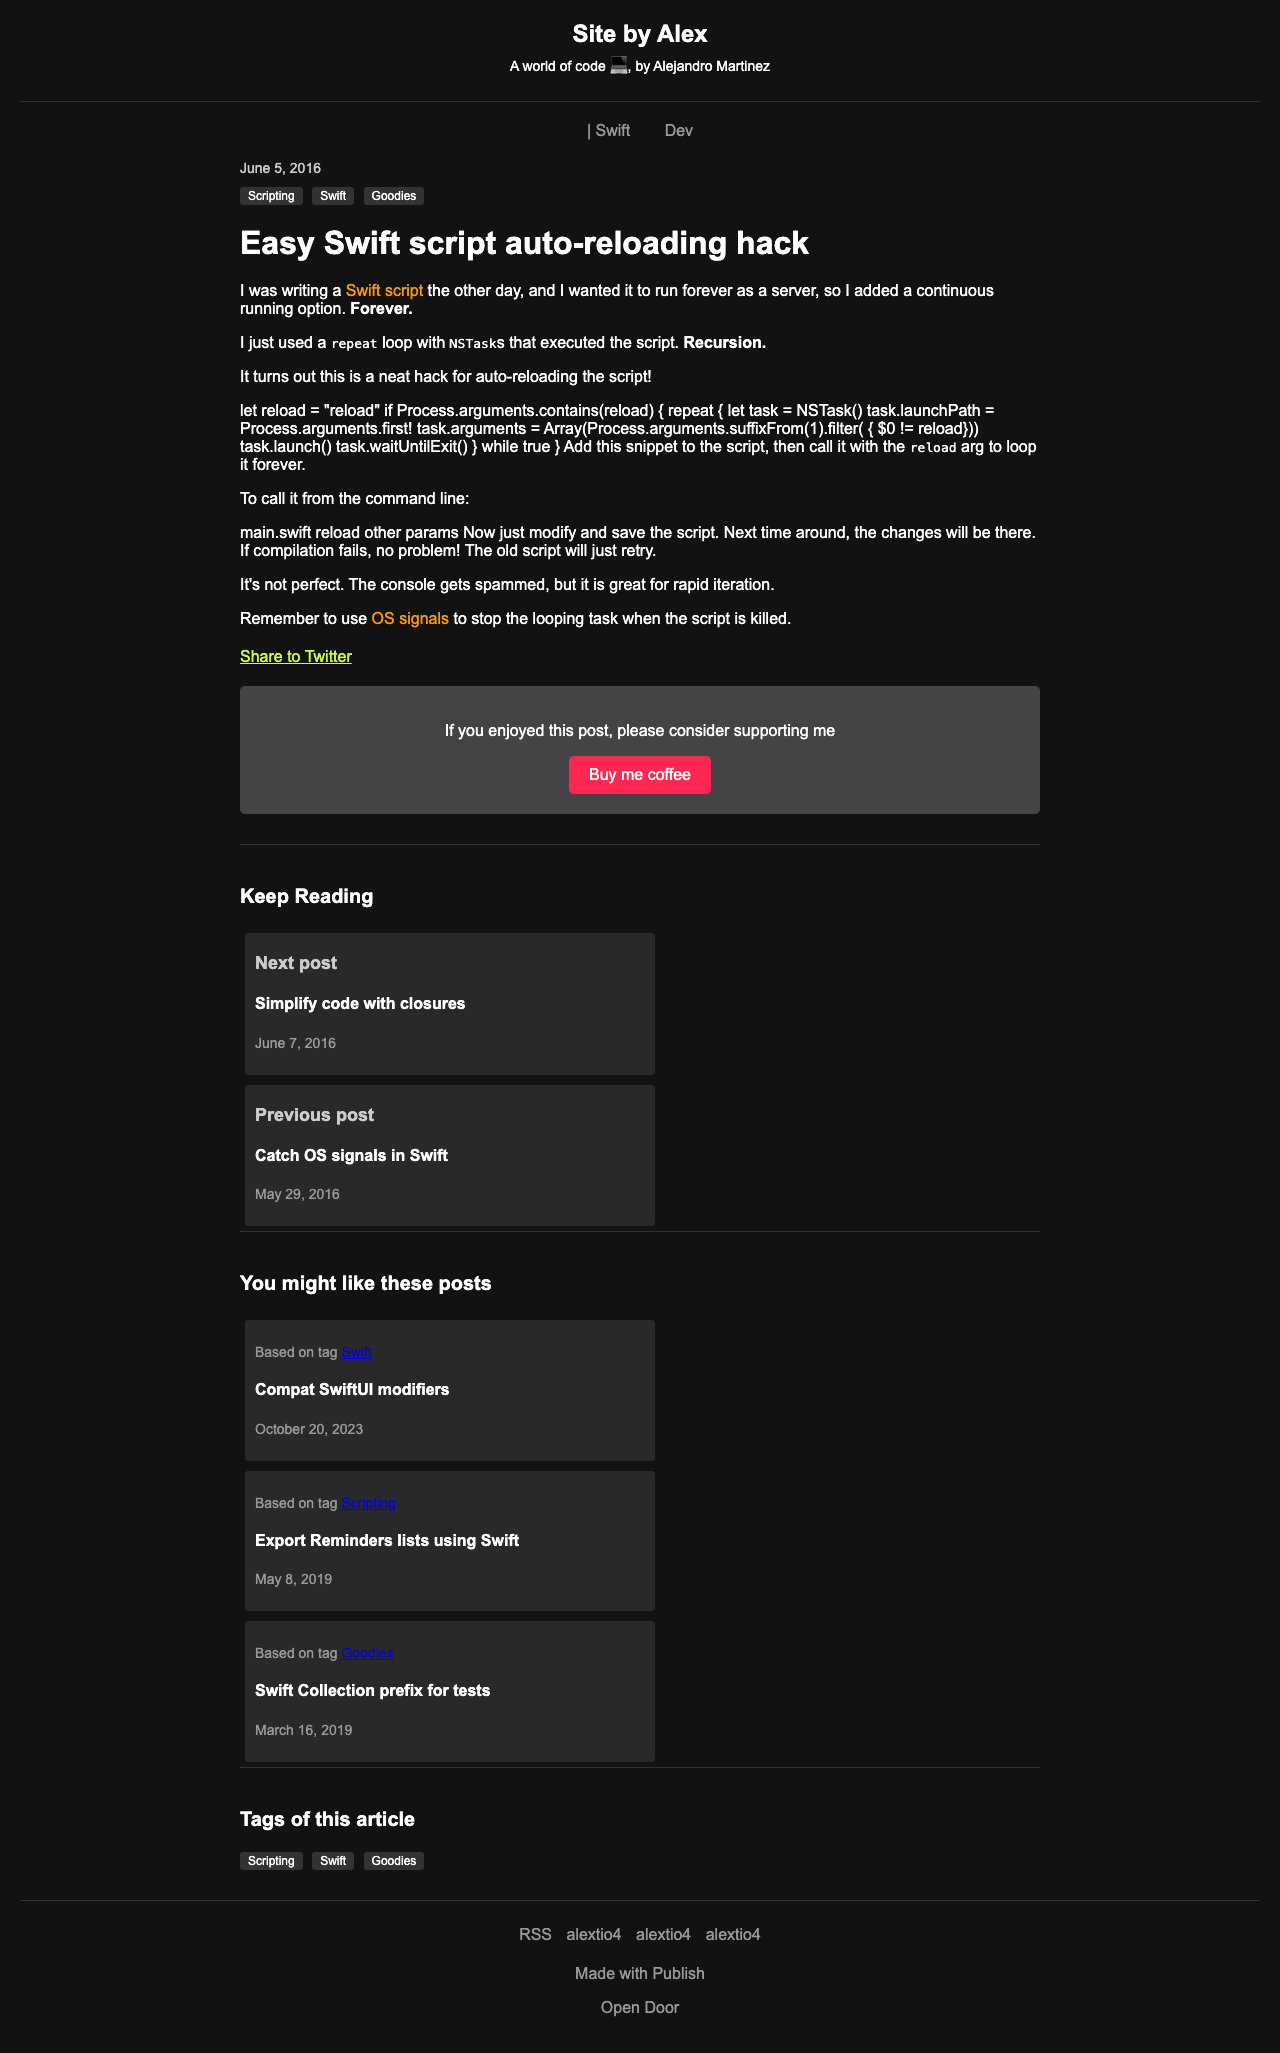 Site by Alex
A world of code 💻, by Alejandro Martinez
| Swift Dev
June 5, 2016
Scripting Swift Goodies
Easy Swift script auto-reloading hack
I was writing a Swift script the other day, and I wanted it to run forever as a server, so I added a continuous
running option. Forever.
I just used a repeat loop with NSTasks that executed the script. Recursion.
It turns out this is a neat hack for auto-reloading the script!
let reload = "reload" if Process.arguments.contains(reload) { repeat { let task = NSTask() task.launchPath =
Process.arguments.first! task.arguments = Array(Process.arguments.suffixFrom(1).filter( { $0 != reload}))
task.launch() task.waitUntilExit() } while true } Add this snippet to the script, then call it with the reload arg to loop
it forever.
To call it from the command line:
main.swift reload other params Now just modify and save the script. Next time around, the changes will be there.
If compilation fails, no problem! The old script will just retry.
It's not perfect. The console gets spammed, but it is great for rapid iteration.
Remember to use OS signals to stop the looping task when the script is killed.
Share to Twitter
If you enjoyed this post, please consider supporting me
Buy me coffee
Keep Reading
Next post
Simplify code with closures
June 7, 2016
Previous post
Catch OS signals in Swift
May 29, 2016
You might like these posts
Based on tag Swift
Compat SwiftUI modifiers
October 20, 2023
Based on tag Scripting
Export Reminders lists using Swift
May 8, 2019
Based on tag Goodies
Swift Collection prefix for tests
March 16, 2019
Tags of this article
Scripting Swift Goodies
RSS alextio4 alextio4 alextio4
Made with Publish
Open Door